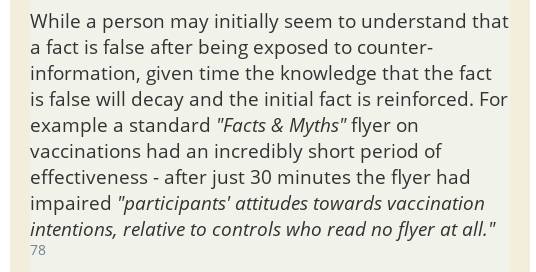 While a person may initially seem to understand that
a fact is false after being exposed to counter-
information, given time the knowledge that the fact
is false will decay and the initial fact is reinforced. For
example a standard "Facts & Myths" flyer on
vaccinations had an incredibly short period of
effectiveness - after just 30 minutes the flyer had
impaired "participants' attitudes towards vaccination
intentions, relative to controls who read no flyer at all."
78